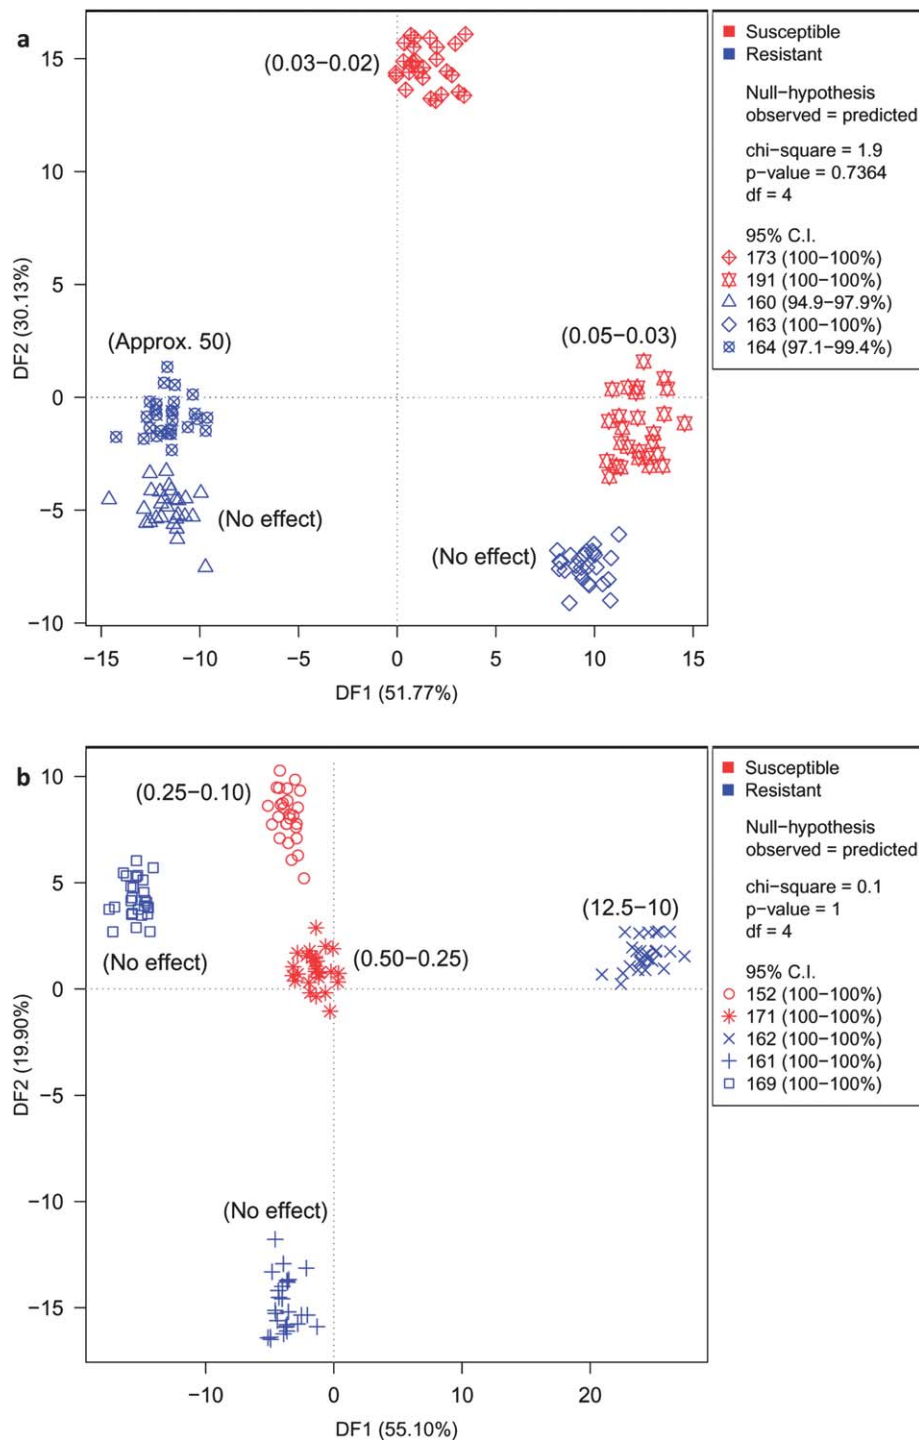 a
(0.03−0.02)
(Approx. 50)
(0.05−0.03)
(No effect)
(No effect)
15
10
5
0
−5
−10
DF2 (30.13%)
−15
−10
−5
0
5
10
15
DF1 (51.77%)
Susceptible
Resistant
Null−hypothesis
observed = predicted
chi−square = 1.9
p−value = 0.7364
df = 4
95% C.I.
173 (100−100%)
191 (100−100%)
160 (94.9−97.9%)
163 (100−100%)
164 (97.1−99.4%)
b
(0.25−0.10)
(12.5−10)
(No effect)
(0.50−0.25)
(No effect)
10
5
0
−5
−10
−15
DF2 (19.90%)
−10
0
10
20
DF1 (55.10%)
Susceptible
Resistant
Null−hypothesis
observed = predicted
chi−square = 0.1
p−value = 1
df = 4
95% C.I.
152 (100−100%)
171 (100−100%)
162 (100−100%)
161 (100−100%)
169 (100−100%)